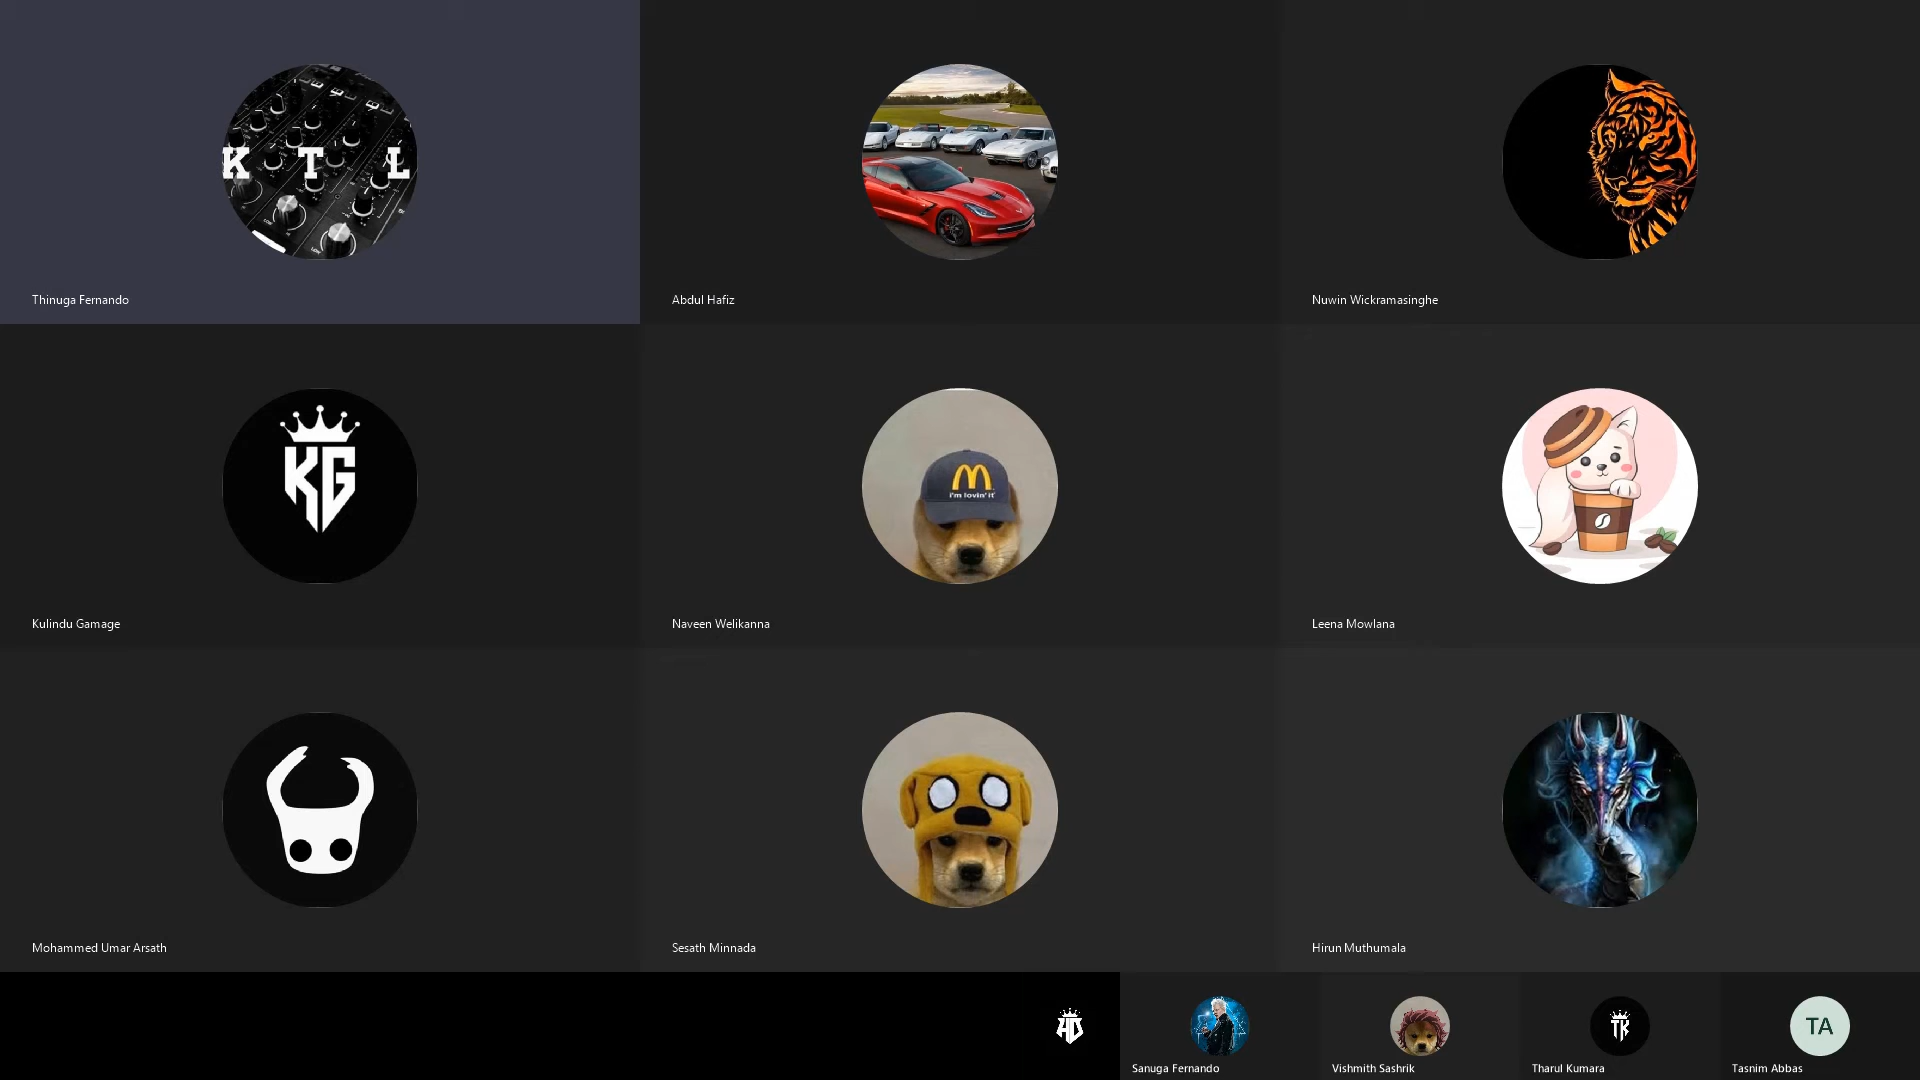 K T L
Thinuga Fernando
Abdul Hafiz
Nuwin Wickramasinghe
KG
Kulindu Gamage
M
i'm lovin' it
Naveen Welikanna
Leena Mowlana
Mohammed Umar Arsath
Sesath Minnada
Hirun Muthumala
HD
Sanuga Fernando
Vishmith Sashrik
TK
Tharul Kumara
TA
Tasnim Abbas